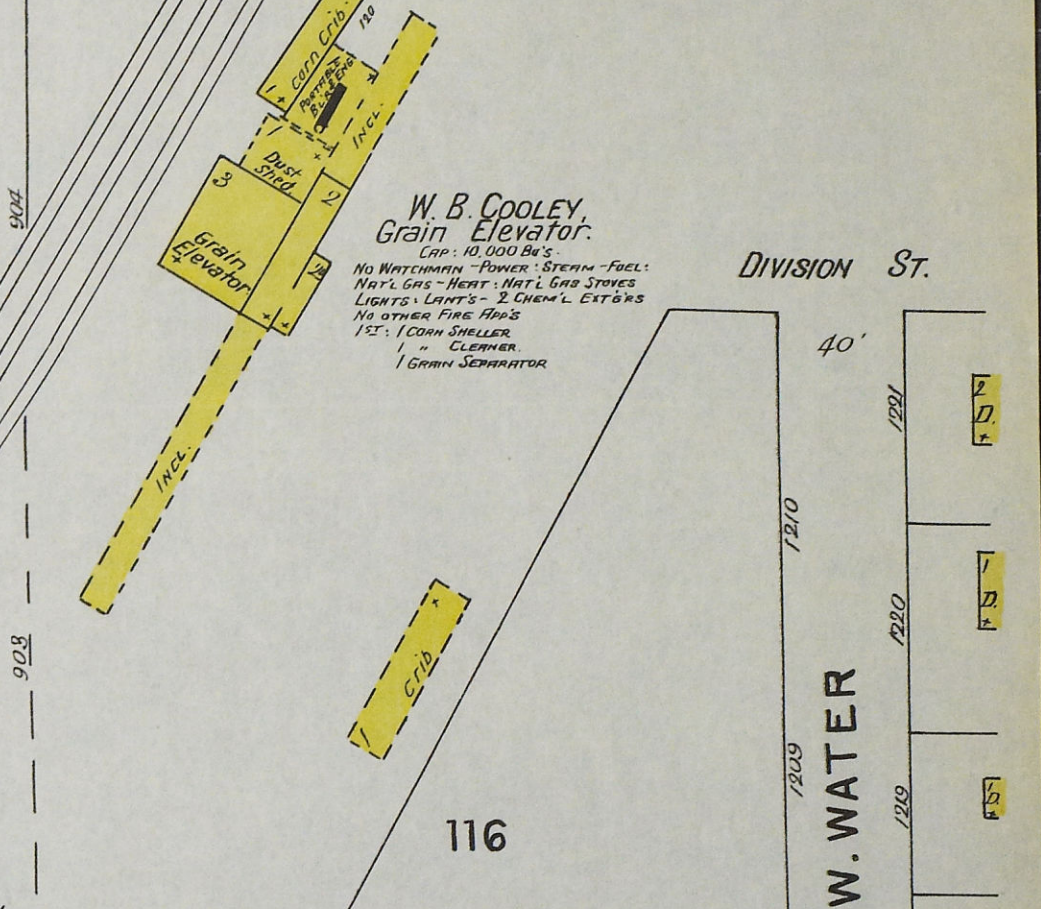 Corn Crib.
120
1
PORTABLE
B'L'R & ENG
INCL.
1
Dust
Shed.
3
2
Grain
Elevator
904
W. B. COOLEY,
Grain Elevator.
CAP: 10,000 Bu's.
NO WATCHMAN - POWER: STEAM - FUEL:
NAT'L GAS - HEAT: NAT'L GAS STOVES
LIGHTS: LANT'S - 2 CHEM'L EXT'G'RS
NO OTHER FIRE APP'S
1ST: 1 CORN SHELLER
1 " CLEANER.
1 GRAIN SEPARATOR
DIVISION ST.
40'
1221
2
D.
INCL.
1210
1
D.
1220
903
Crib
1
W. WATER
1209
1219
1
D.
116